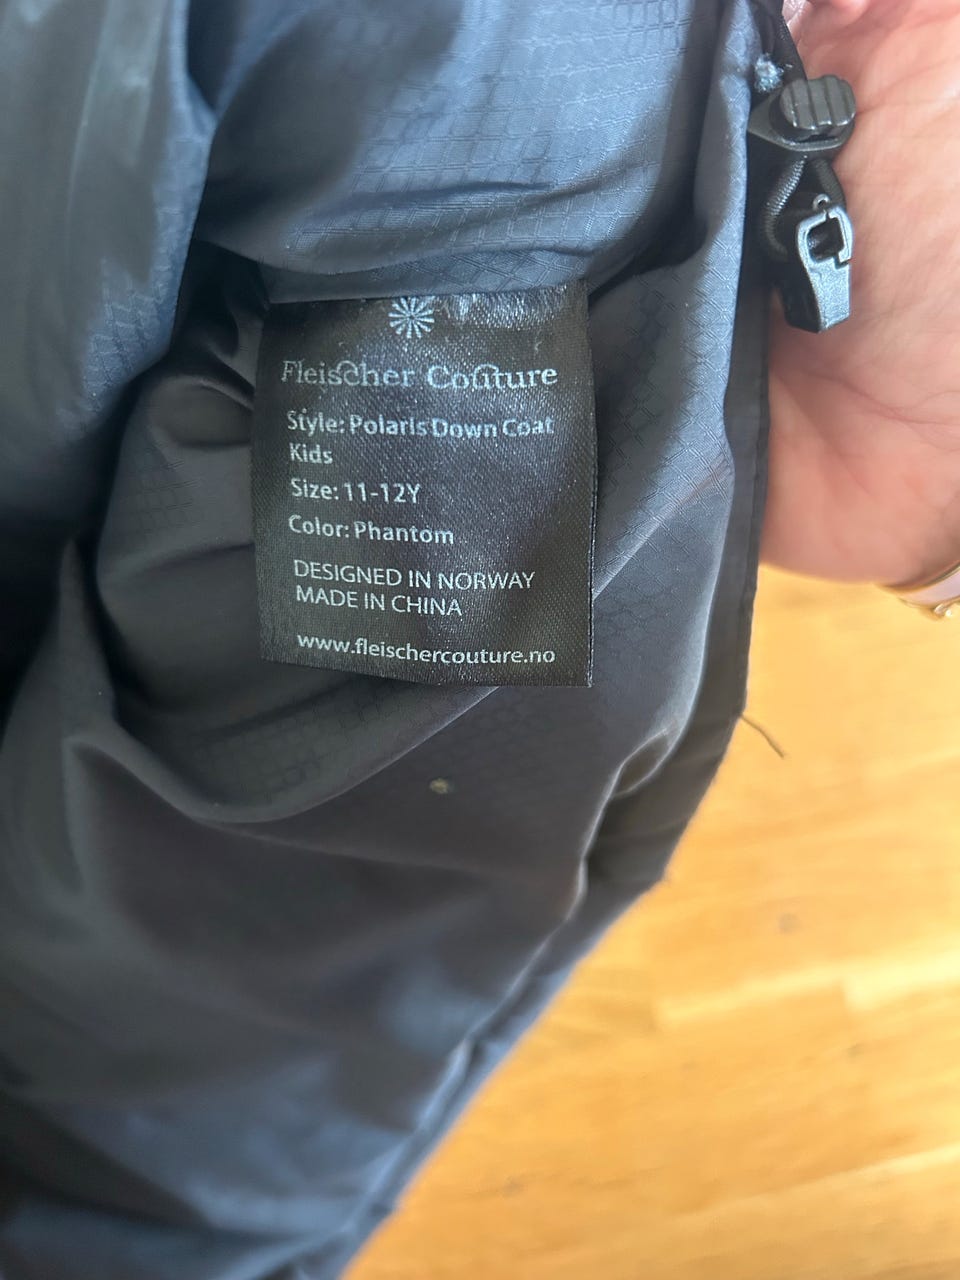 Fleischer Couture
Style: Polaris Down Coat
Kids
Size: 11-12Y
Color: Phantom
DESIGNED IN NORWAY
MADE IN CHINA
www.fleischercouture.no